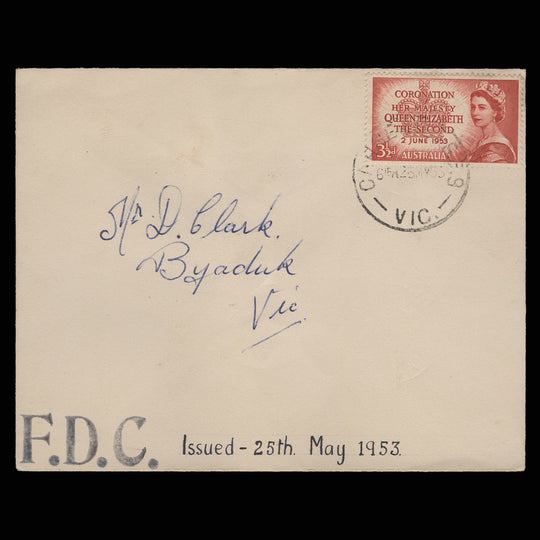 CORONATION
HER MAJESTY
QUEEN ELIZABETH
THE SECOND
2 JUNE 1953
3½d AUSTRALIA
VIC.
Mr D. Clark.
Byaduk
Vic
F.D.C. Issued - 25th. May 1953.